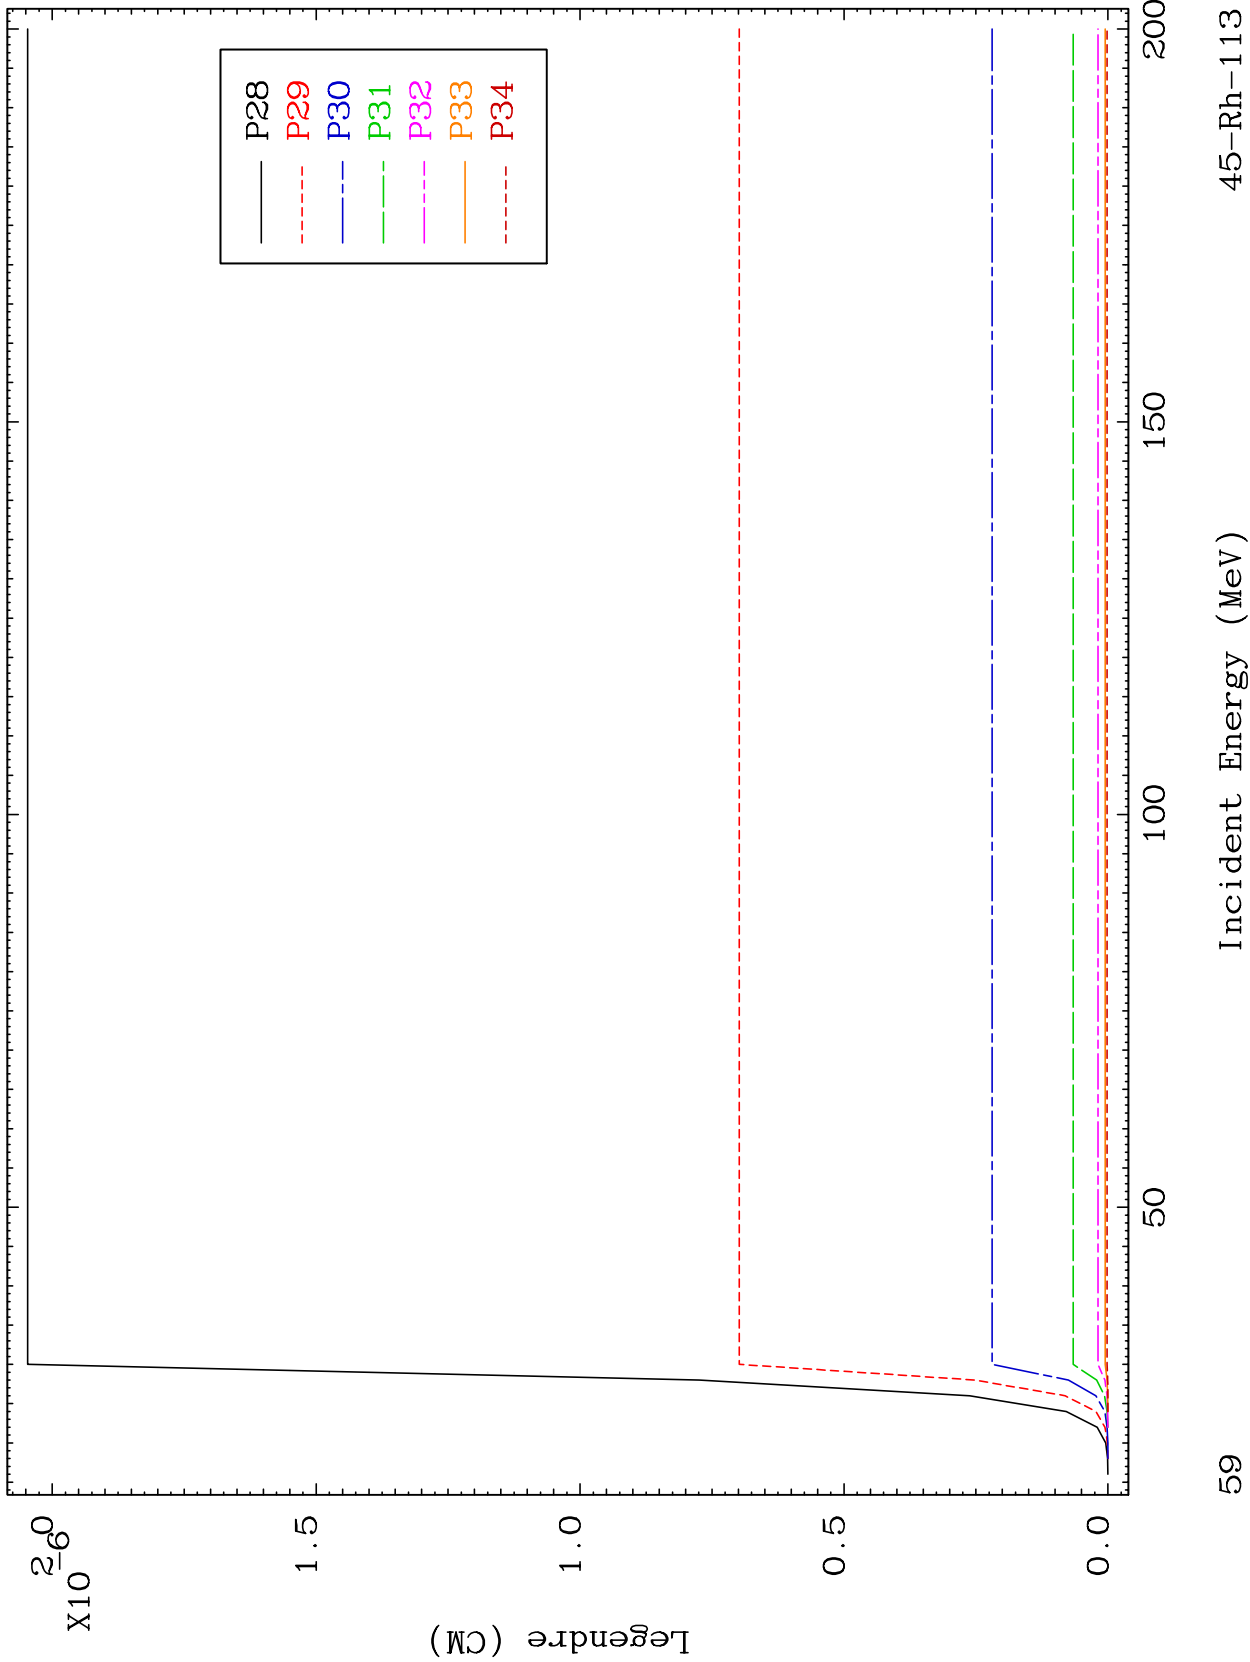 Legendre (CM)
X10
-6
2.0
1.5
1.0
0.5
0.0
50
100
150
200
Incident Energy (MeV)
P28
P29
P30
P31
P32
P33
P34
59
45-Rh-113